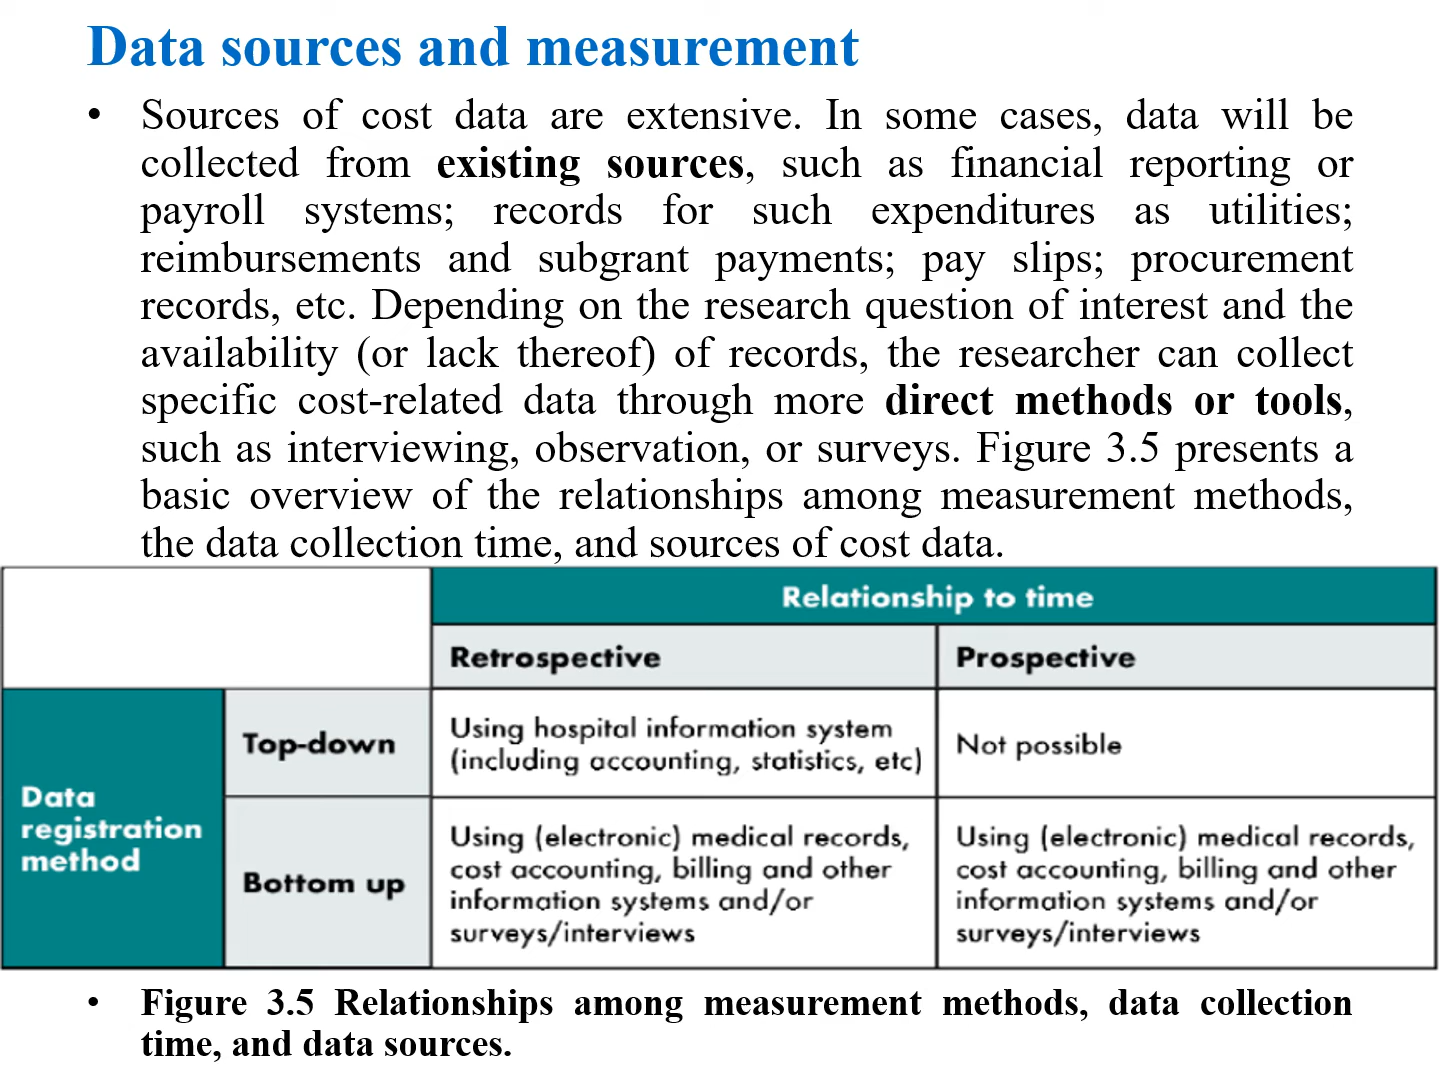 Data sources and measurement
• Sources of cost data are extensive. In some cases, data will be
collected from existing sources, such as financial reporting or
payroll systems; records for such expenditures as utilities;
reimbursements and subgrant payments; pay slips; procurement
records, etc. Depending on the research question of interest and the
availability (or lack thereof) of records, the researcher can collect
specific cost-related data through more direct methods or tools,
such as interviewing, observation, or surveys. Figure 3.5 presents a
basic overview of the relationships among measurement methods,
the data collection time, and sources of cost data.
Relationship to time
Retrospective
Prospective
Data
registration
method
Top-down
Using hospital information system
(including accounting, statistics, etc)
Not possible
Bottom up
Using (electronic) medical records,
cost accounting, billing and other
information systems and/or
surveys/interviews
Using (electronic) medical records,
cost accounting, billing and other
information systems and/or
surveys/interviews
• Figure 3.5 Relationships among measurement methods, data collection
time, and data sources.